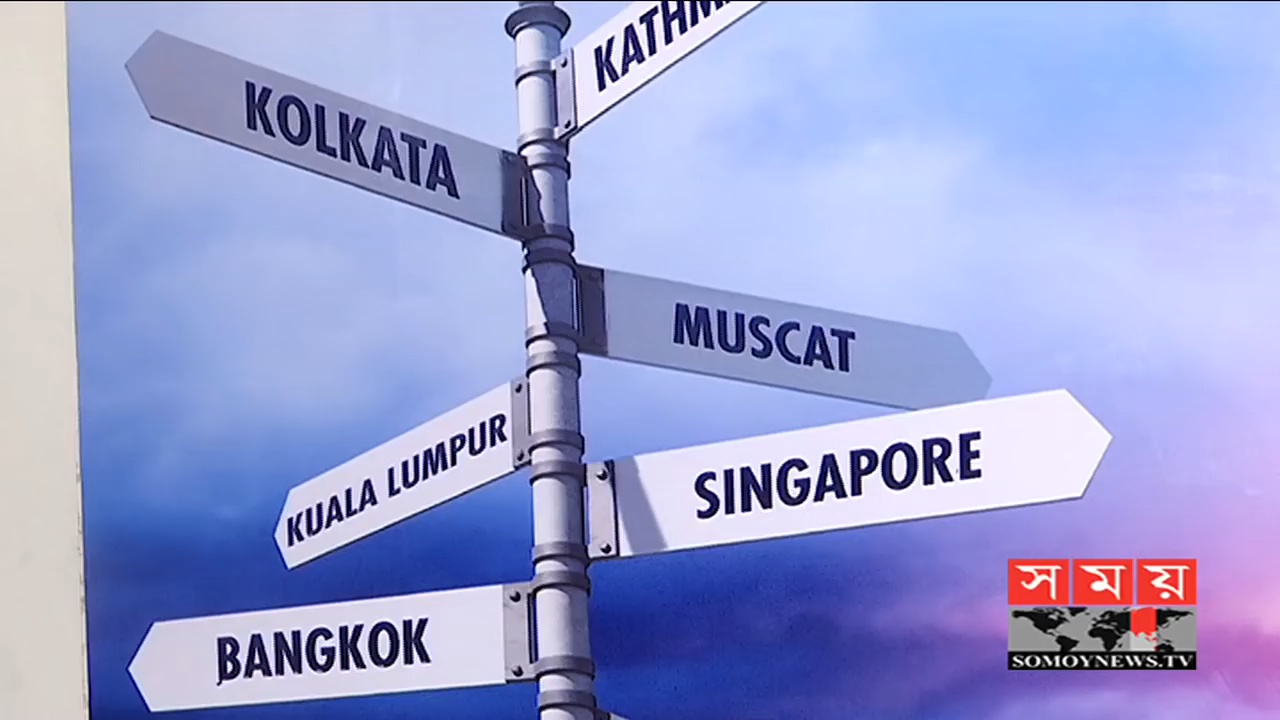 KOLKATA
MUSCAT
KUALA LUMPUR
SINGAPORE
BANGKOK
সময়
SOMOYNEWS.TV